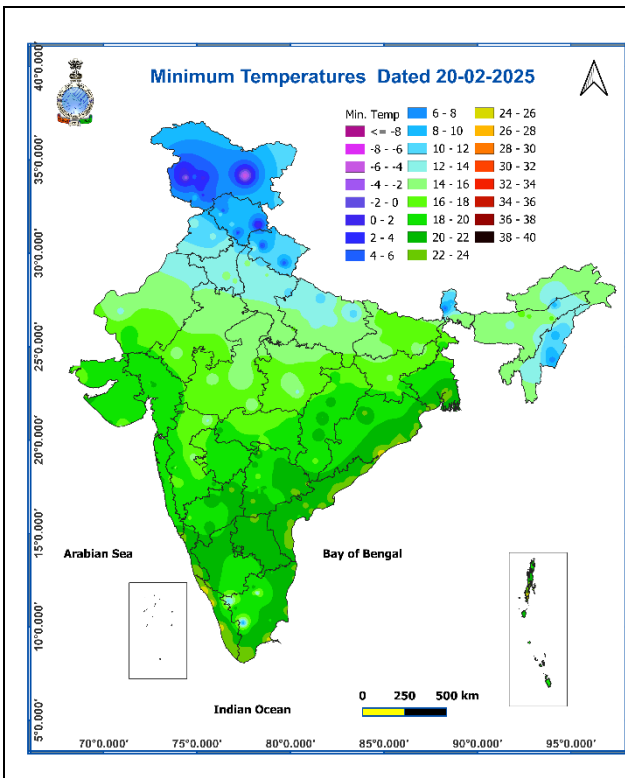 Minimum Temperatures Dated 20-02-2025
Min. Temp
<= -8
-8 - -6
-6 - -4
-4 - -2
-2 - 0
0 - 2
2 - 4
4 - 6
6 - 8
8 - 10
10 - 12
12 - 14
14 - 16
16 - 18
18 - 20
20 - 22
22 - 24
24 - 26
26 - 28
28 - 30
30 - 32
32 - 34
34 - 36
36 - 38
38 - 40
40°0.000'
35°0.000'
30°0.000'
25°0.000'
20°0.000'
15°0.000'
10°0.000'
5°0.000'
Arabian Sea
Bay of Bengal
Indian Ocean
0 250 500 km
70°0.000' 75°0.000' 80°0.000' 85°0.000' 90°0.000' 95°0.000'